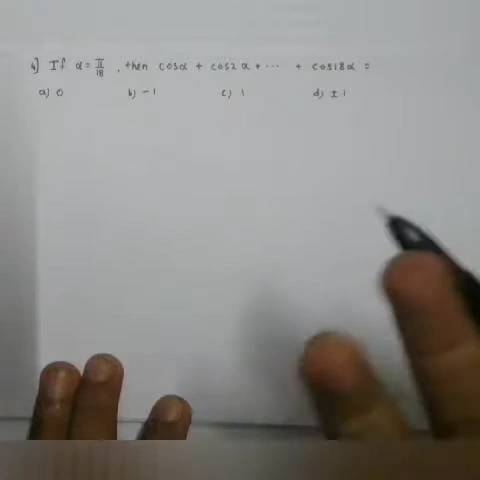 4] If α = π/18 , then cosα + cos2α + ... + cos18α =
a) 0 b) -1 c) 1 d) ± 1